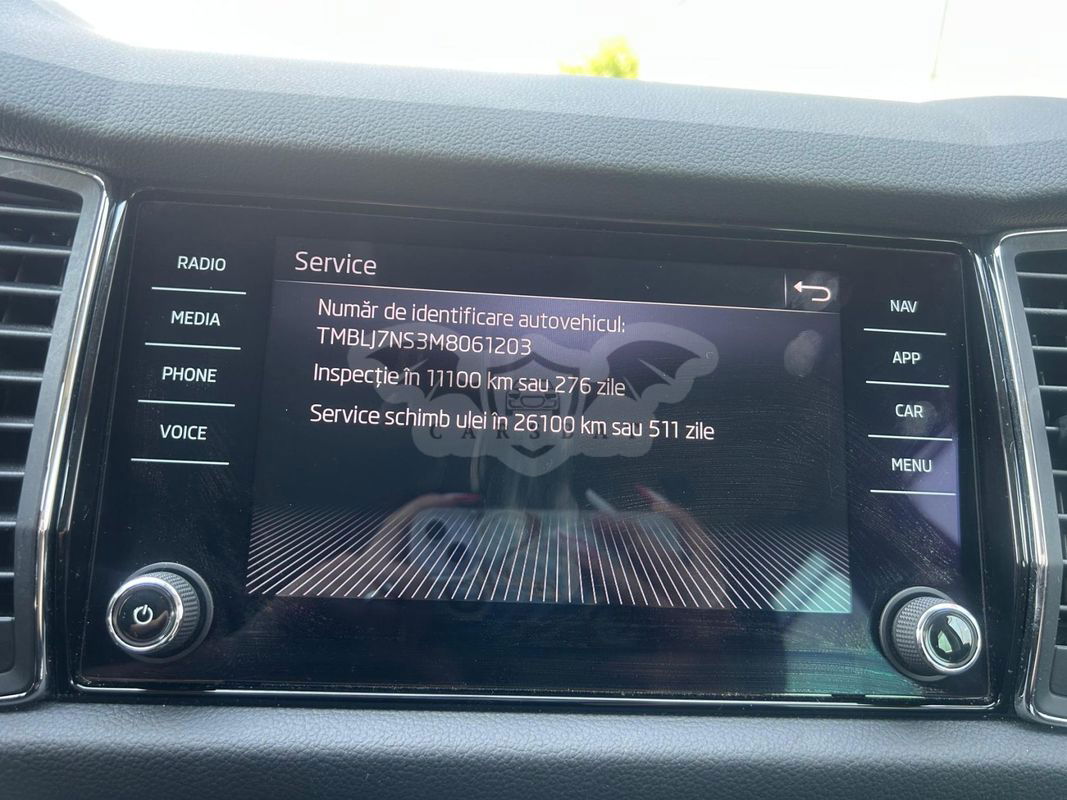 RADIO
MEDIA
PHONE
VOICE
Service
Număr de identificare autovehicul:
TMBLJ7NS3M8061203
Inspecție în 11100 km sau 276 zile
Service schimb ulei în 26100 km sau 511 zile
NAV
APP
CAR
MENU